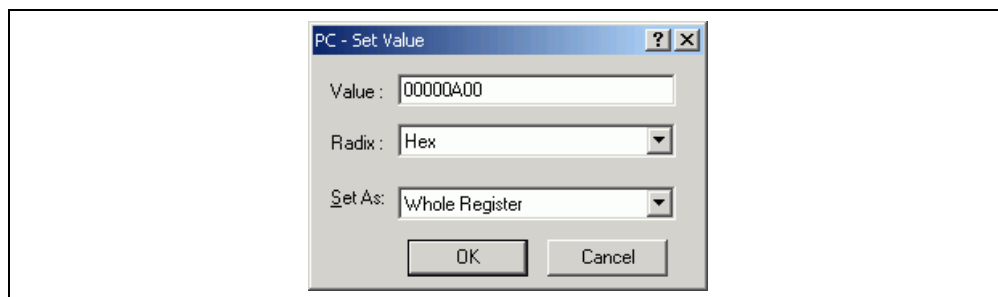 PC - Set Value
Value : 00000A00
Radix : Hex
Set As: Whole Register
OK Cancel